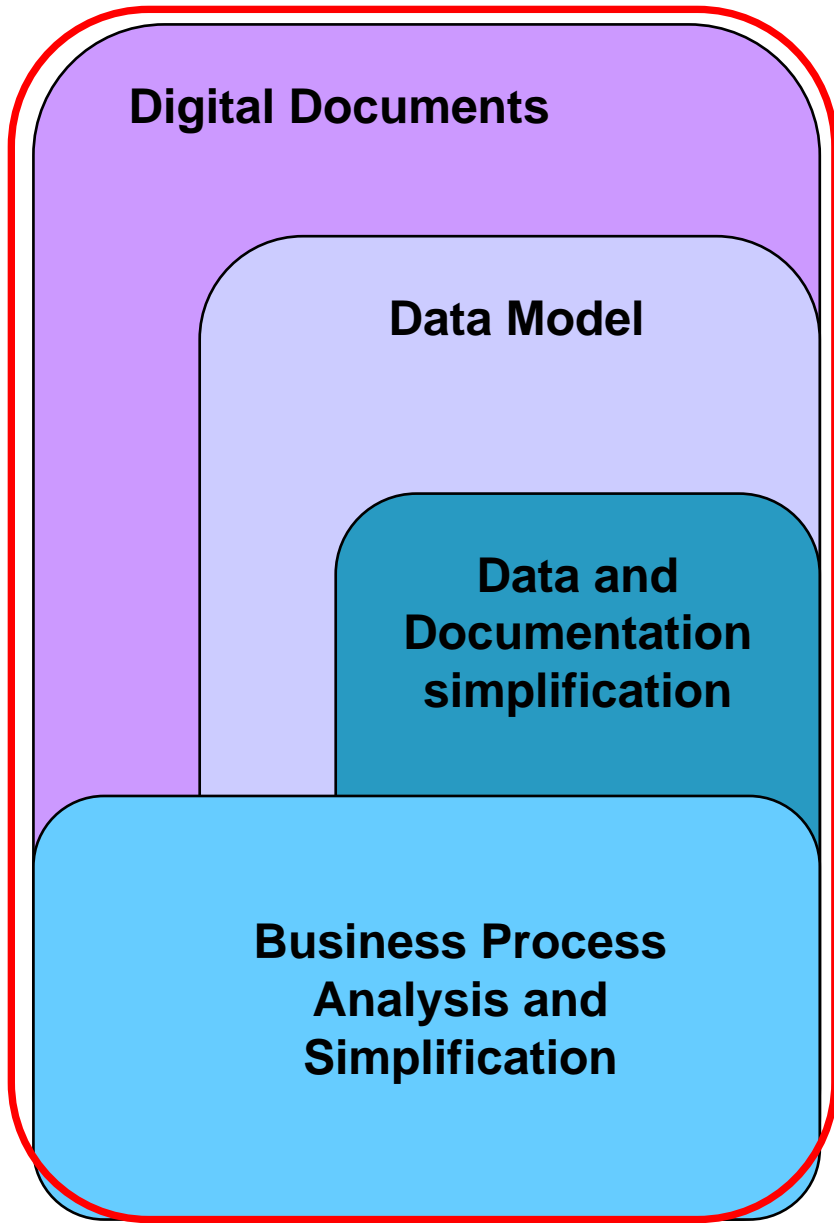 Digital Documents
Data Model
Data and
Documentation
simplification
Business Process
Analysis and
Simplification